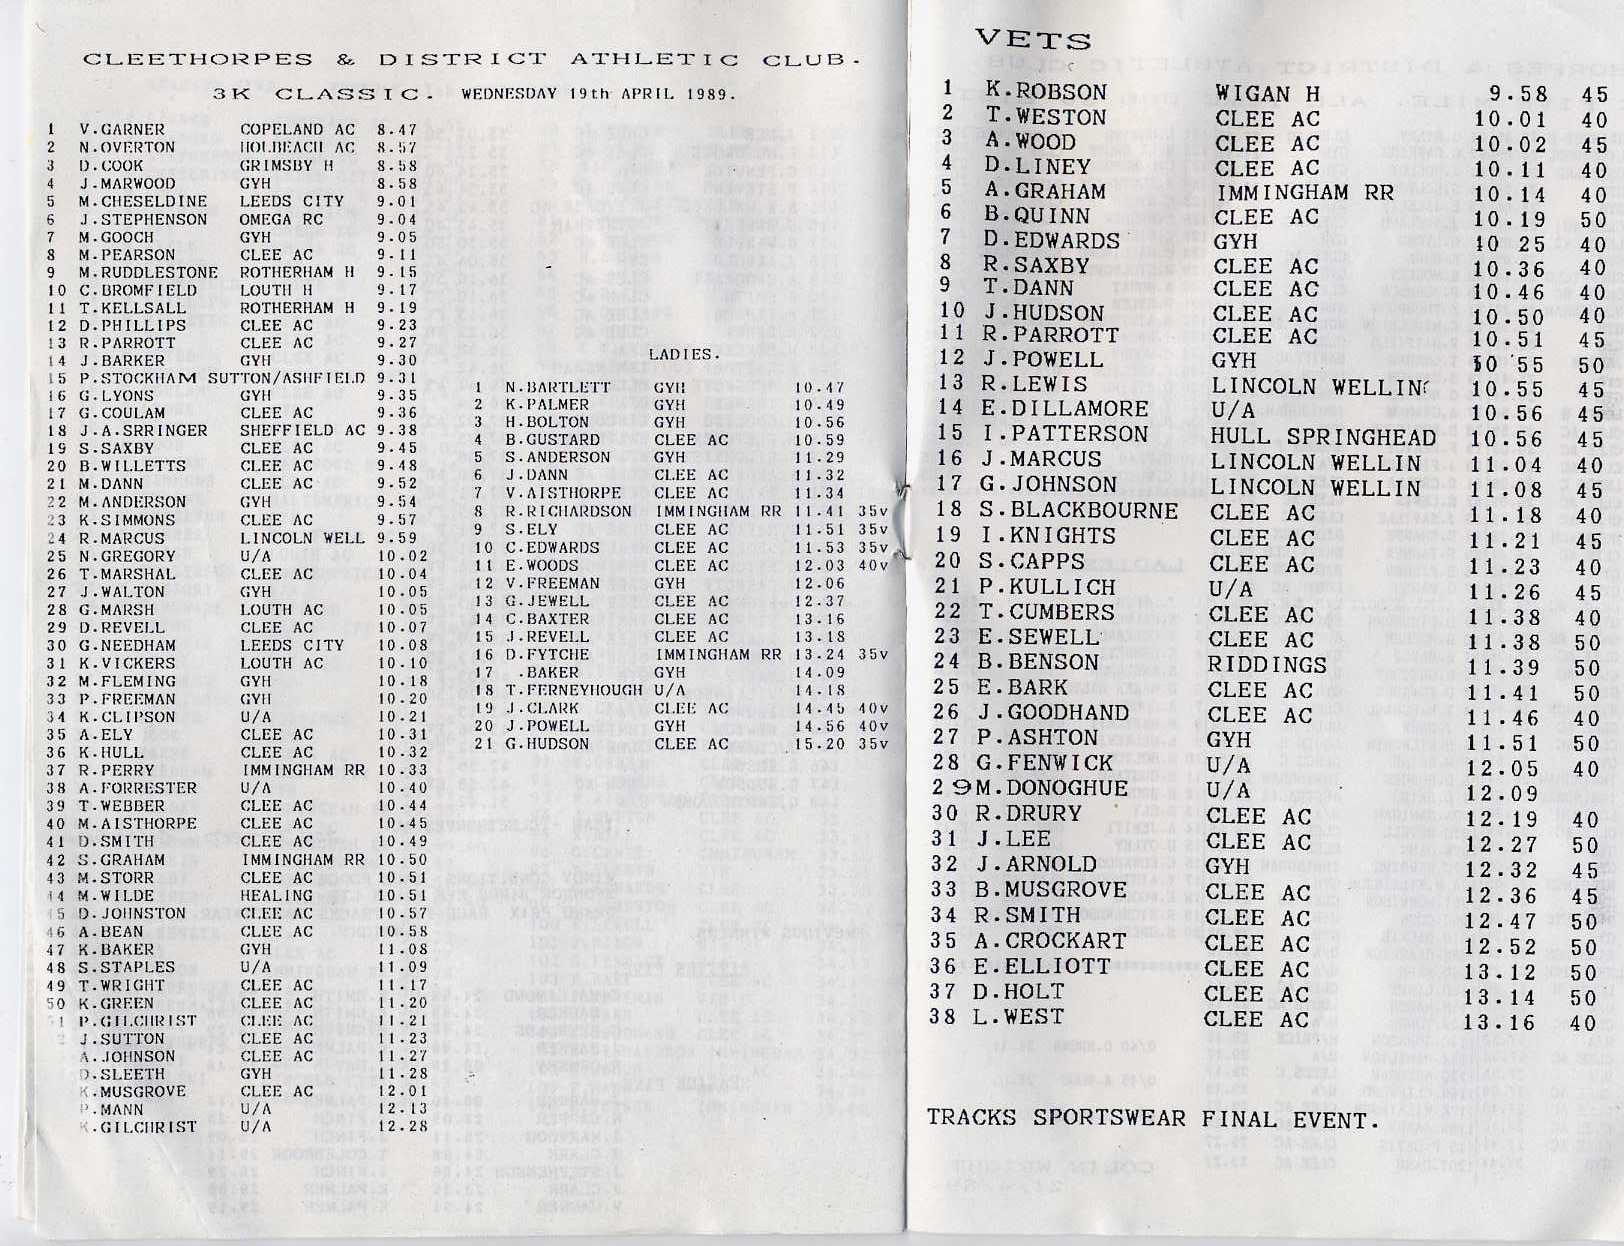 CLEETHORPES & DISTRICT ATHLETIC CLUB.
3K CLASSIC. WEDNESDAY 19th APRIL 1989.
1 V.GARNER COPELAND AC 8.47
2 N.OVERTON HOLBEACH AC 8.57
3 D.COOK GRIMSBY H 8.58
4 J.MARWOOD GYH 8.58
5 M.CHESELDINE LEEDS CITY 9.01
6 J.STEPHENSON OMEGA RC 9.04
7 M.GOOCH GYH 9.05
8 M.PEARSON CLEE AC 9.11
9 M.RUDDLESTONE ROTHERHAM H 9.15
10 C.BROMFIELD LOUTH H 9.17
11 T.KELLSALL ROTHERHAM H 9.19
12 D.PHILLIPS CLEE AC 9.23
13 R.PARROTT CLEE AC 9.27
14 J.BARKER GYH 9.30
15 P.STOCKHAM SUTTON/ASHFIELD 9.31
16 G.LYONS GYH 9.35
17 G.COULAM CLEE AC 9.36
18 J.A.SRRINGER SHEFFIELD AC 9.38
19 S.SAXBY CLEE AC 9.45
20 B.WILLETTS CLEE AC 9.48
21 M.DANN CLEE AC 9.52
22 M.ANDERSON GYH 9.54
23 K.SIMMONS CLEE AC 9.57
24 R.MARCUS LINCOLN WELL 9.59
25 N.GREGORY U/A 10.02
26 T.MARSHAL CLEE AC 10.04
27 J.WALTON GYH 10.05
28 G.MARSH LOUTH AC 10.05
29 D.REVELL CLEE AC 10.07
30 G.NEEDHAM LEEDS CITY 10.08
31 K.VICKERS LOUTH AC 10.10
32 M.FLEMING GYH 10.18
33 P.FREEMAN GYH 10.20
34 K.CLIPSON U/A 10.21
35 A.ELY CLEE AC 10.31
36 K.HULL CLEE AC 10.32
37 R.PERRY IMMINGHAM RR 10.33
38 A.FORRESTER U/A 10.40
39 T.WEBBER CLEE AC 10.44
40 M.AISTHORPE CLEE AC 10.45
41 D.SMITH CLEE AC 10.49
42 S.GRAHAM IMMINGHAM RR 10.50
43 M.STORR CLEE AC 10.51
44 M.WILDE HEALING 10.51
45 D.JOHNSTON CLEE AC 10.57
46 A.BEAN CLEE AC 10.58
47 K.BAKER GYH 11.08
48 S.STAPLES U/A 11.09
49 T.WRIGHT CLEE AC 11.17
50 K.GREEN CLEE AC 11.20
51 P.GILCHRIST CLEE AC 11.21
J.SUTTON CLEE AC 11.23
A.JOHNSON CLEE AC 11.27
D.SLEETH GYH 11.28
K.MUSGROVE CLEE AC 12.01
P.MANN U/A 12.13
K.GILCHRIST U/A 12.28
LADIES.
1 N.BARTLETT GYH 10.47
2 K.PALMER GYH 10.49
3 H.BOLTON GYH 10.56
4 B.GUSTARD CLEE AC 10.59
5 S.ANDERSON GYH 11.29
6 J.DANN CLEE AC 11.32
7 V.AISTHORPE CLEE AC 11.34
8 R.RICHARDSON IMMINGHAM RR 11.41 35v
9 S.ELY CLEE AC 11.51 35v
10 C.EDWARDS CLEE AC 11.53 35v
11 E.WOODS CLEE AC 12.03 40v
12 V.FREEMAN GYH 12.06
13 G.JEWELL CLEE AC 12.37
14 C.BAXTER CLEE AC 13.16
15 J.REVELL CLEE AC 13.18
16 D.FYTCHE IMMINGHAM RR 13.24 35v
17 .BAKER GYH 14.09
18 T.FERNEYHOUGH U/A 14.18
19 J.CLARK CLEE AC 14.45 40v
20 J.POWELL GYH 14.56 40v
21 G.HUDSON CLEE AC 15.20 35v
VETS
1 K.ROBSON WIGAN H 9.58 45
2 T.WESTON CLEE AC 10.01 40
3 A.WOOD CLEE AC 10.02 45
4 D.LINEY CLEE AC 10.11 40
5 A.GRAHAM IMMINGHAM RR 10.14 40
6 B.QUINN CLEE AC 10.19 50
7 D.EDWARDS GYH 10 25 40
8 R.SAXBY CLEE AC 10.36 40
9 T.DANN CLEE AC 10.46 40
10 J.HUDSON CLEE AC 10.50 40
11 R.PARROTT CLEE AC 10.51 45
12 J.POWELL GYH 10 55 50
13 R.LEWIS LINCOLN WELLING 10.55 45
14 E.DILLAMORE U/A 10.56 45
15 I.PATTERSON HULL SPRINGHEAD 10.56 45
16 J.MARCUS LINCOLN WELLIN 11.04 40
17 G.JOHNSON LINCOLN WELLIN 11.08 45
18 S.BLACKBOURNE CLEE AC 11.18 40
19 I.KNIGHTS CLEE AC 11.21 45
20 S.CAPPS CLEE AC 11.23 40
21 P.KULLICH U/A 11.26 45
22 T.CUMBERS CLEE AC 11.38 40
23 E.SEWELL CLEE AC 11.38 50
24 B.BENSON RIDDINGS 11.39 50
25 E.BARK CLEE AC 11.41 50
26 J.GOODHAND CLEE AC 11.46 40
27 P.ASHTON GYH 11.51 50
28 G.FENWICK U/A 12.05 40
29 M.DONOGHUE U/A 12.09
30 R.DRURY CLEE AC 12.19 40
31 J.LEE CLEE AC 12.27 50
32 J.ARNOLD GYH 12.32 45
33 B.MUSGROVE CLEE AC 12.36 45
34 R.SMITH CLEE AC 12.47 50
35 A.CROCKART CLEE AC 12.52 50
36 E.ELLIOTT CLEE AC 13.12 50
37 D.HOLT CLEE AC 13.14 50
38 L.WEST CLEE AC 13.16 40
TRACKS SPORTSWEAR FINAL EVENT.